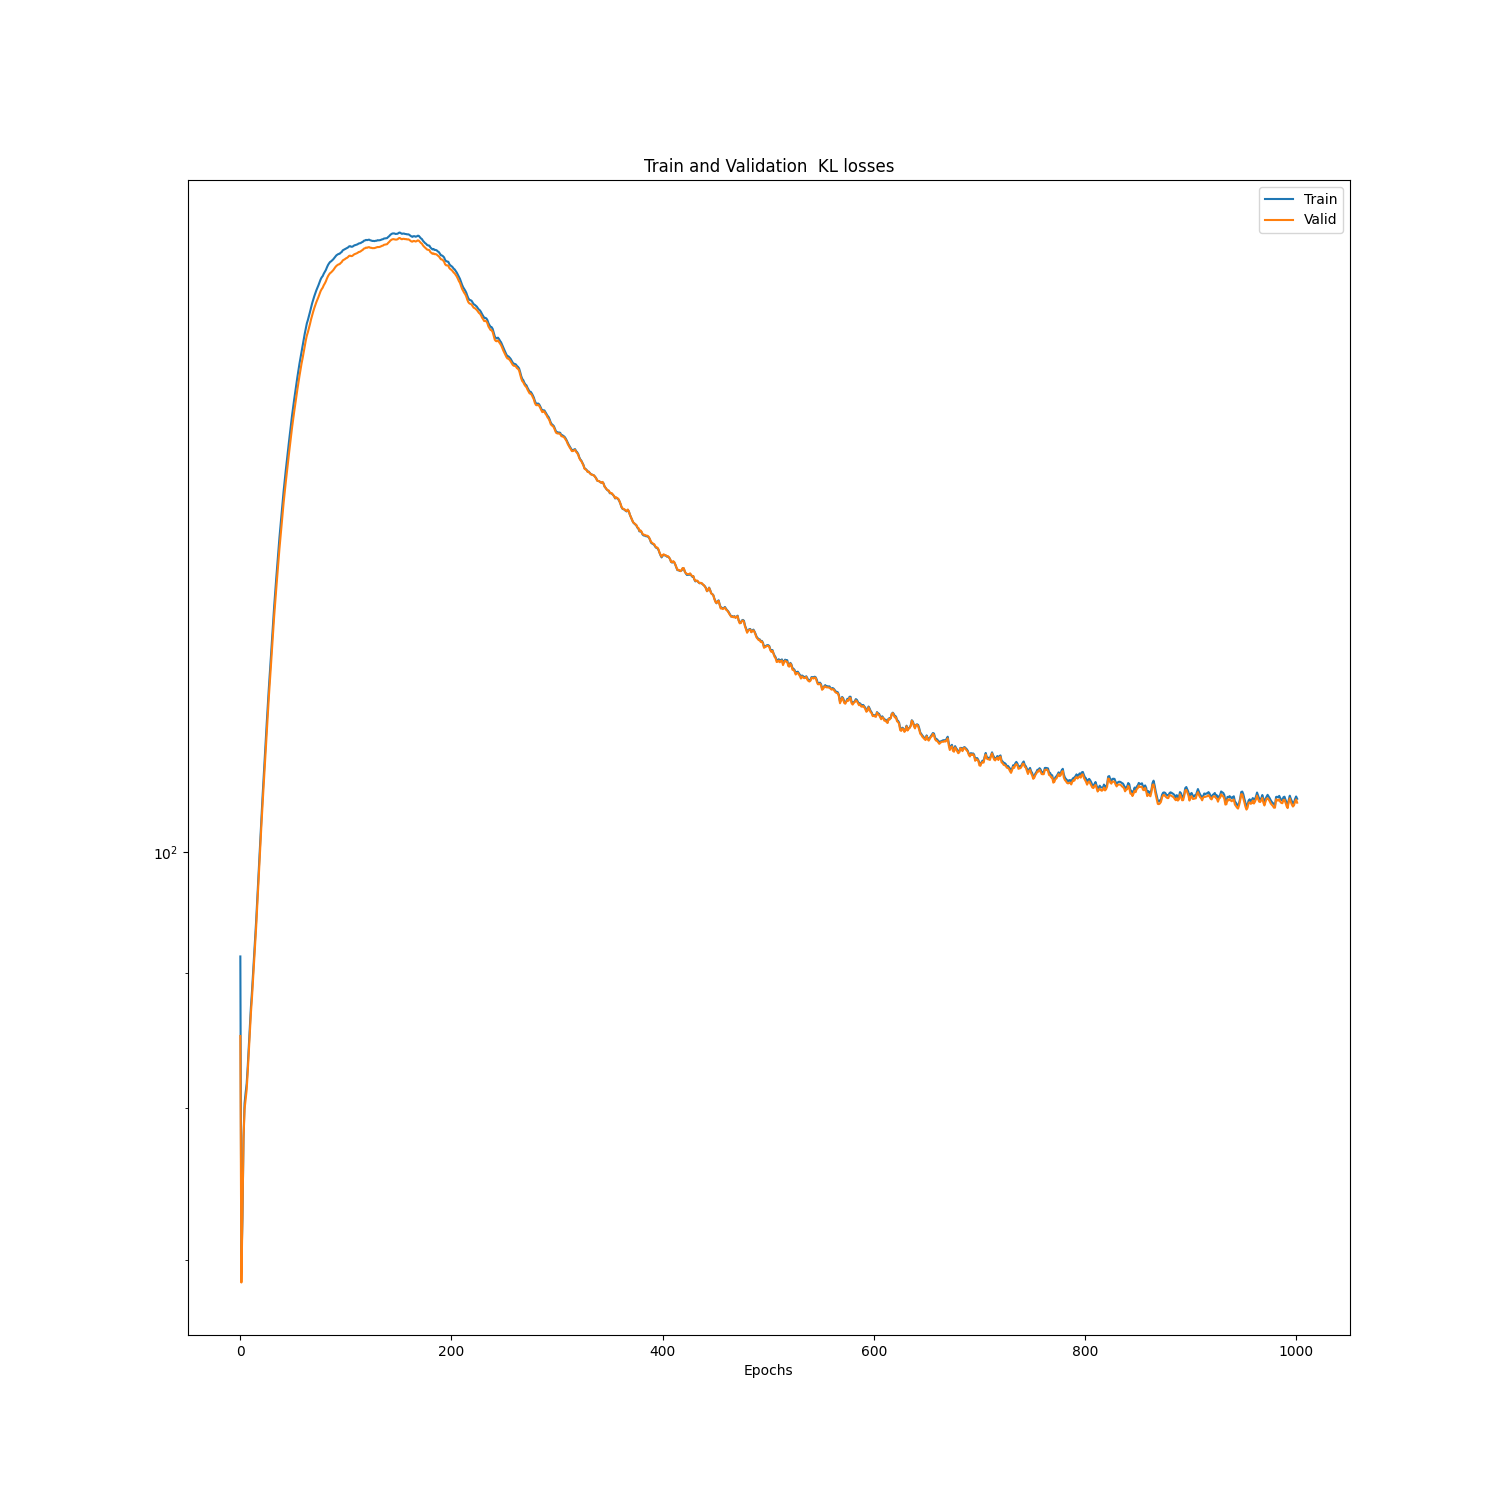 Train and Validation  KL losses
Train
Valid
10²
0 200 400 600 800 1000
Epochs